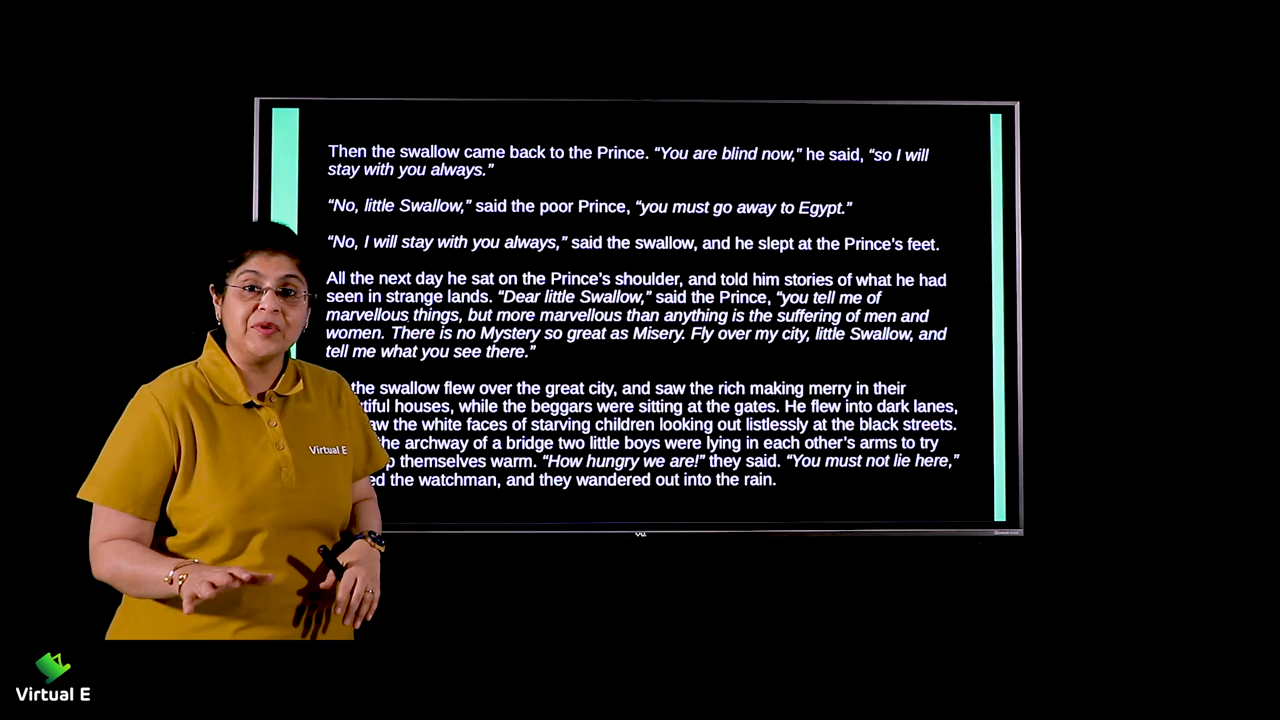 Then the swallow came back to the Prince. “You are blind now,” he said, “so I will
stay with you always.”
“No, little Swallow,” said the poor Prince, “you must go away to Egypt.”
“No, I will stay with you always,” said the swallow, and he slept at the Prince’s feet.
All the next day he sat on the Prince’s shoulder, and told him stories of what he had
seen in strange lands. “Dear little Swallow,” said the Prince, “you tell me of
marvellous things, but more marvellous than anything is the suffering of men and
women. There is no Mystery so great as Misery. Fly over my city, little Swallow, and
tell me what you see there.”
the swallow flew over the great city, and saw the rich making merry in their
houses, while the beggars were sitting at the gates. He flew into dark lanes,
the white faces of starving children looking out listlessly at the black streets.
the archway of a bridge two little boys were lying in each other’s arms to try
themselves warm. “How hungry we are!” they said. “You must not lie here,”
the watchman, and they wandered out into the rain.
Virtual E
Virtual E